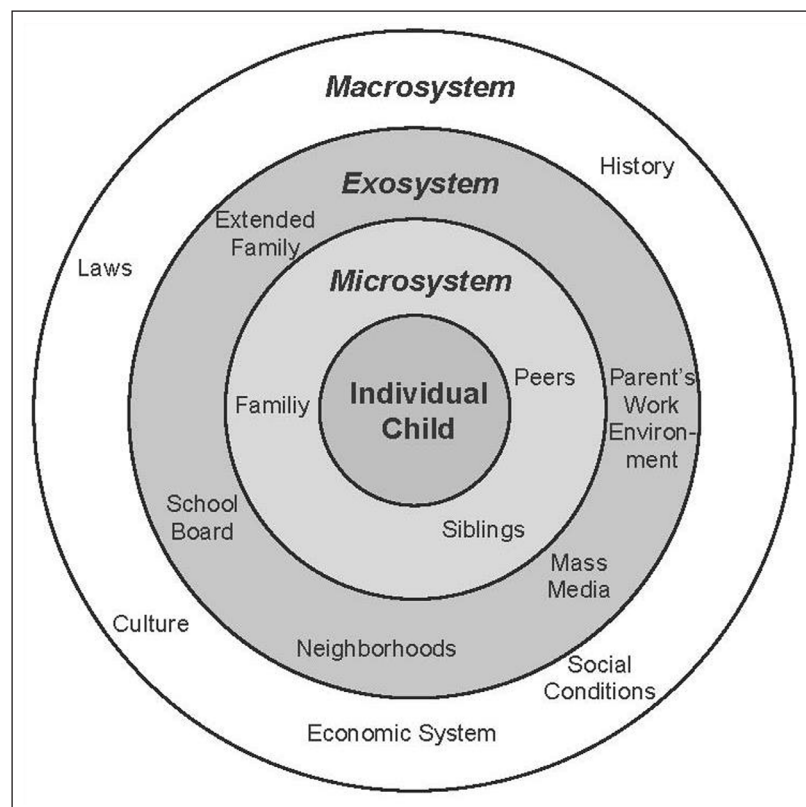 Macrosystem
History
Exosystem
Extended
Family
Laws
Microsystem
Individual
Child
Peers
Familiy
Parent's
Work
Environ-
ment
School
Board
Siblings
Mass
Media
Culture
Neighborhoods
Social
Conditions
Economic System